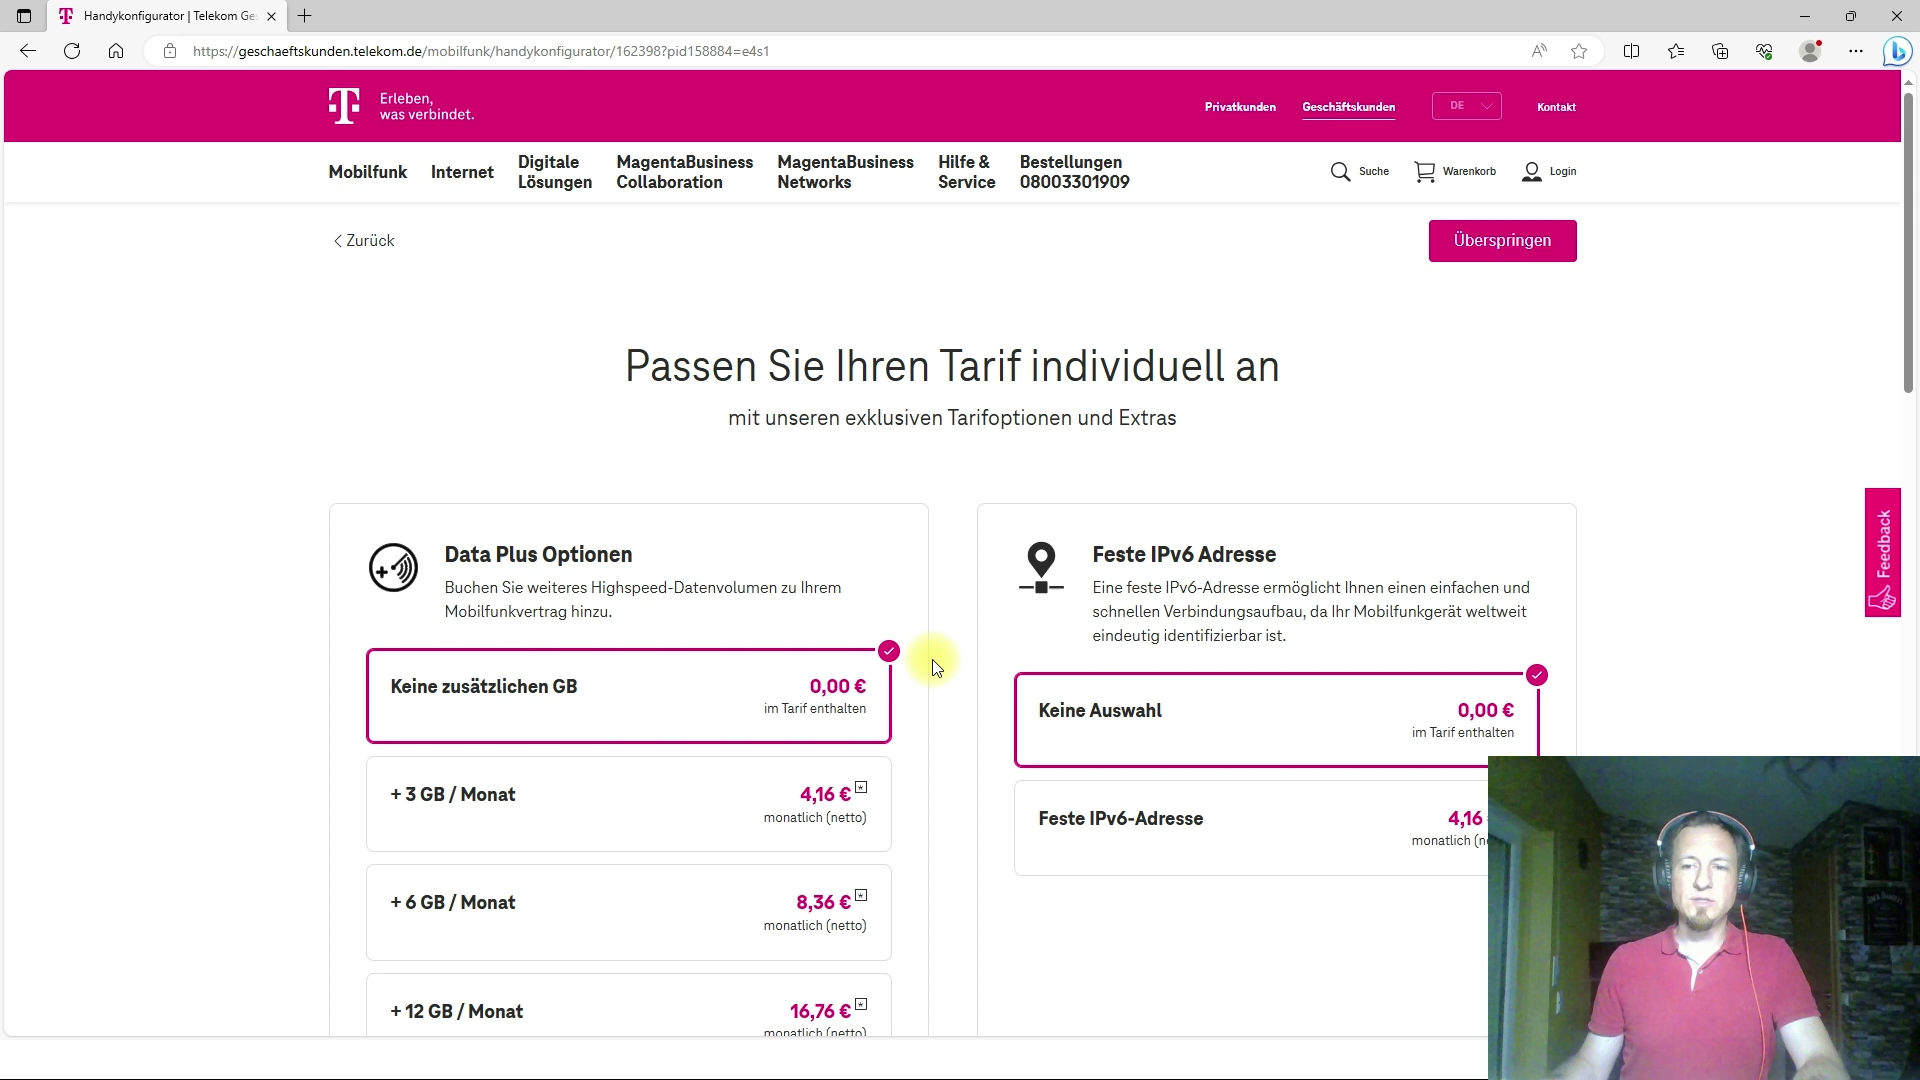 Handykonfigurator | Telekom Ge
https://geschaeftskunden.telekom.de/mobilfunk/handykonfigurator/162398?pid158884=e4s1
Erleben,
was verbindet.
Privatkunden
Geschäftskunden
DE
Kontakt
Mobilfunk
Internet
Digitale
Lösungen
MagentaBusiness
Collaboration
MagentaBusiness
Networks
Hilfe &
Service
Bestellungen
08003301909
Suche
Warenkorb
Login
Zurück
Überspringen
Passen Sie Ihren Tarif individuell an
mit unseren exklusiven Tarifoptionen und Extras
Data Plus Optionen
Buchen Sie weiteres Highspeed-Datenvolumen zu Ihrem
Mobilfunkvertrag hinzu.
Keine zusätzlichen GB
0,00 €
im Tarif enthalten
+ 3 GB / Monat
4,16 €
monatlich (netto)
+ 6 GB / Monat
8,36 €
monatlich (netto)
+ 12 GB / Monat
16,76 €
monatlich (netto)
Feste IPv6 Adresse
Eine feste IPv6-Adresse ermöglicht Ihnen einen einfachen und
schnellen Verbindungsaufbau, da Ihr Mobilfunkgerät weltweit
eindeutig identifizierbar ist.
Keine Auswahl
0,00 €
im Tarif enthalten
Feste IPv6-Adresse
4,16
monatlich (ne
Feedback